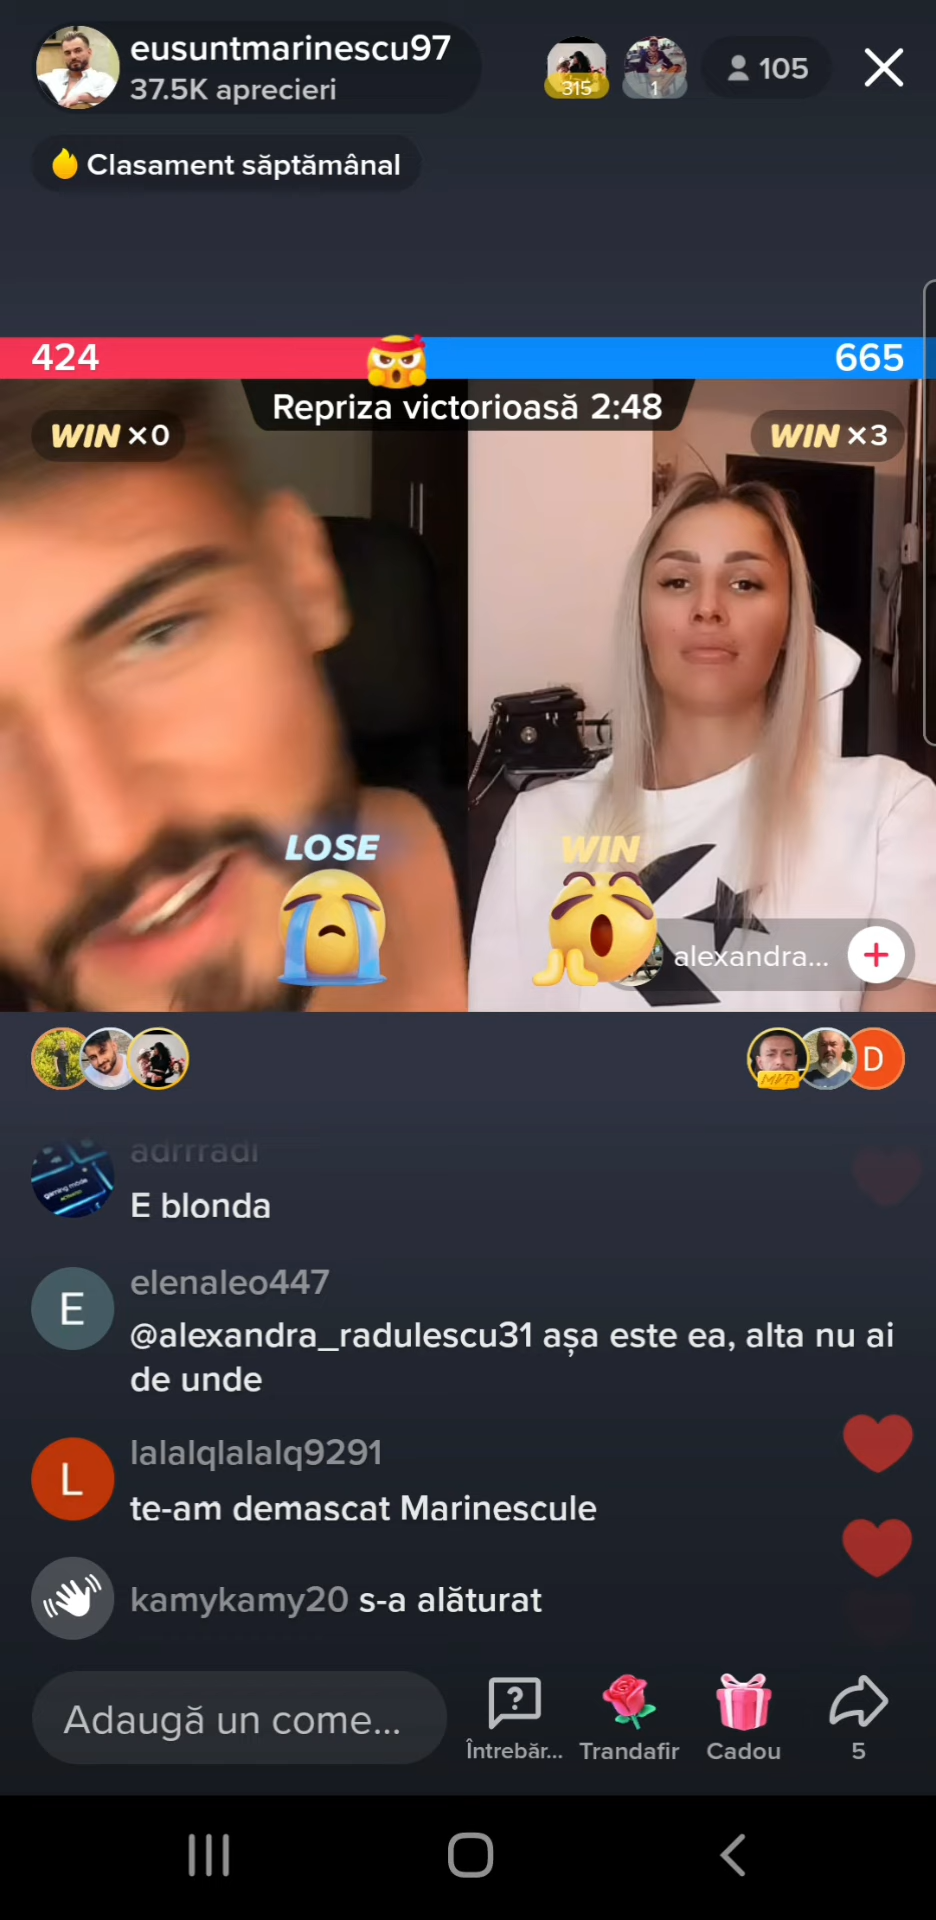 eusuntmarinescu97
37.5K aprecieri
315
1
105
Clasament săptămânal
424
665
Repriza victorioasă 2:48
WIN ×0
WIN ×3
LOSE
WIN
alexandra...
MVP
D
adrrradi
E blonda
E
elenaleo447
@alexandra_radulescu31 așa este ea, alta nu ai
de unde
L
lalalqlalalq9291
te-am demascat Marinescule
kamykamy20 s-a alăturat
Adaugă un come...
Întrebăr...
Trandafir
Cadou
5